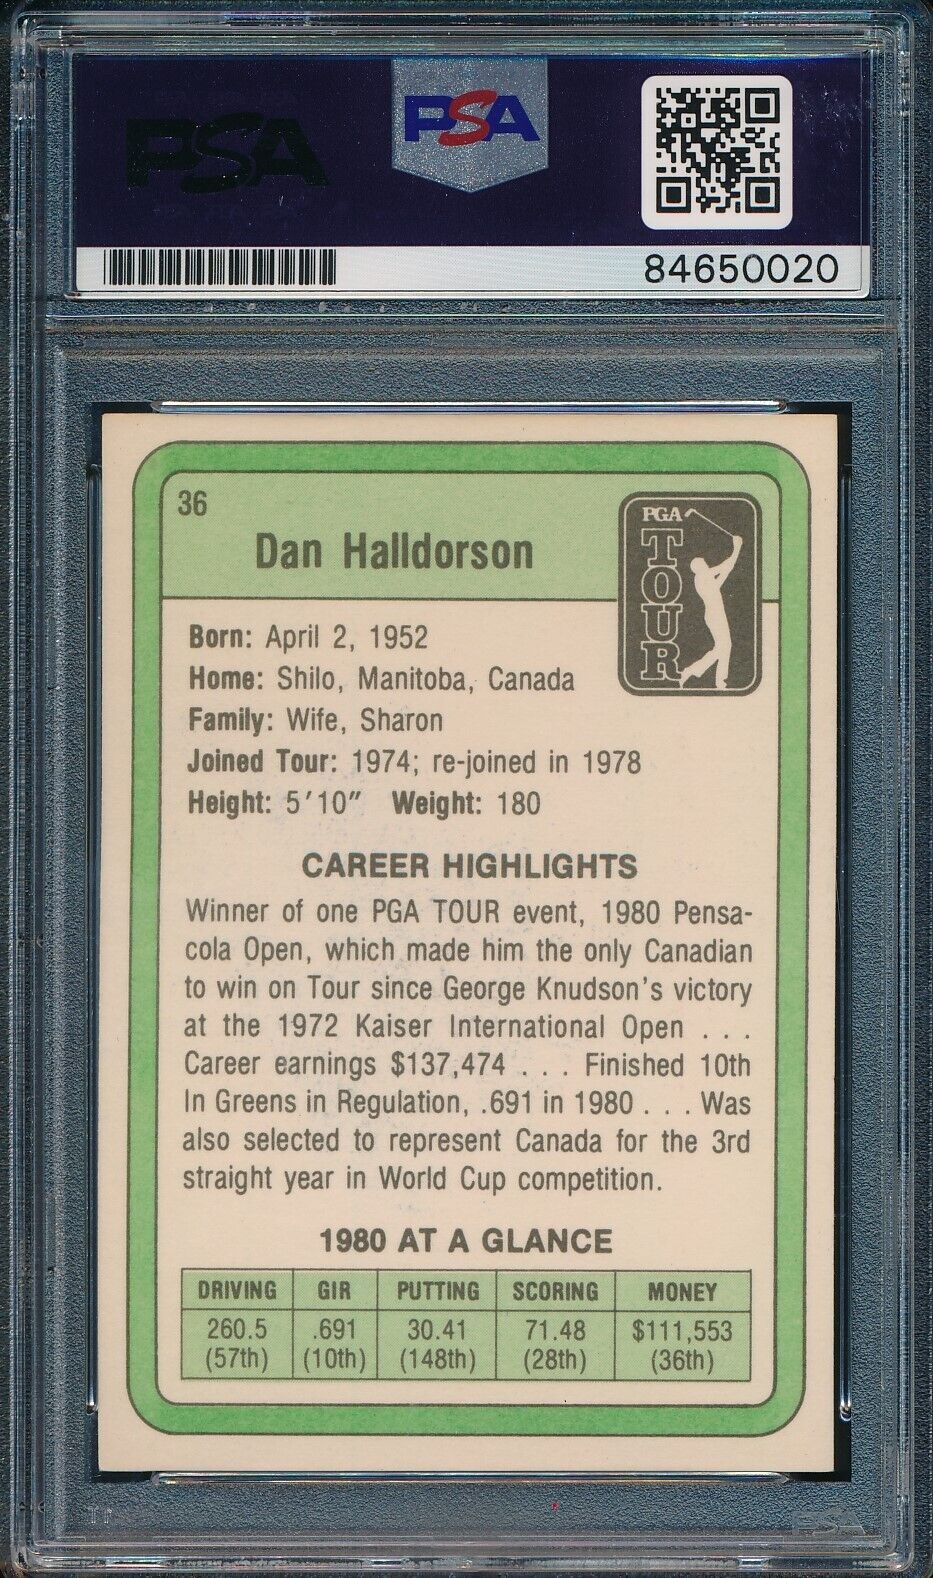 PSA
PSA
84650020
36
Dan Halldorson
PGA
TOUR
Born: April 2, 1952
Home: Shilo, Manitoba, Canada
Family: Wife, Sharon
Joined Tour: 1974; re-joined in 1978
Height: 5'10" Weight: 180
CAREER HIGHLIGHTS
Winner of one PGA TOUR event, 1980 Pensa-
cola Open, which made him the only Canadian
to win on Tour since George Knudson's victory
at the 1972 Kaiser International Open . . .
Career earnings $137,474 . . . Finished 10th
In Greens in Regulation, .691 in 1980 . . . Was
also selected to represent Canada for the 3rd
straight year in World Cup competition.
1980 AT A GLANCE
DRIVING GIR PUTTING SCORING MONEY
260.5 .691 30.41 71.48 $111,553
(57th) (10th) (148th) (28th) (36th)
PSA